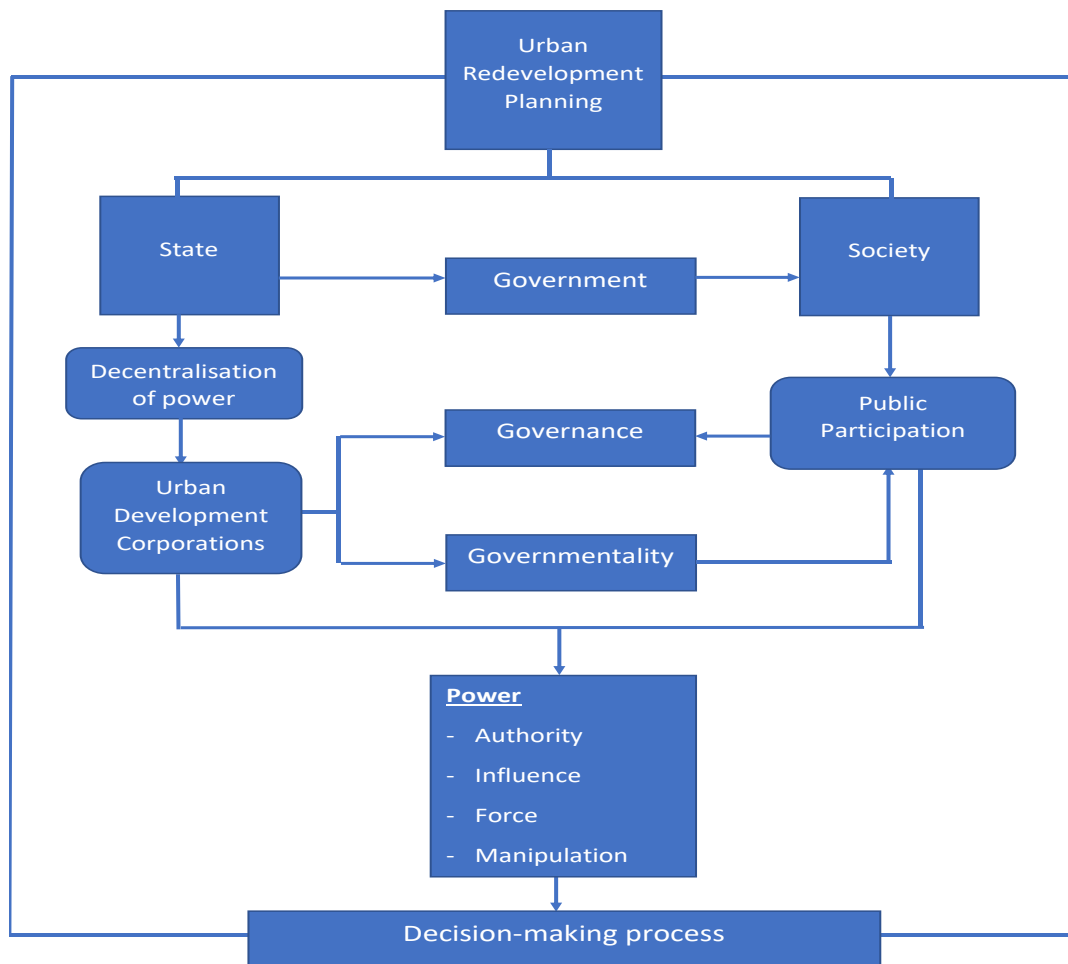 Urban
Redevelopment
Planning
State
Society
Government
Decentralisation
of power
Public
Participation
Governance
Urban
Development
Corporations
Governmentality
Power
- Authority
- Influence
- Force
- Manipulation
Decision-making process